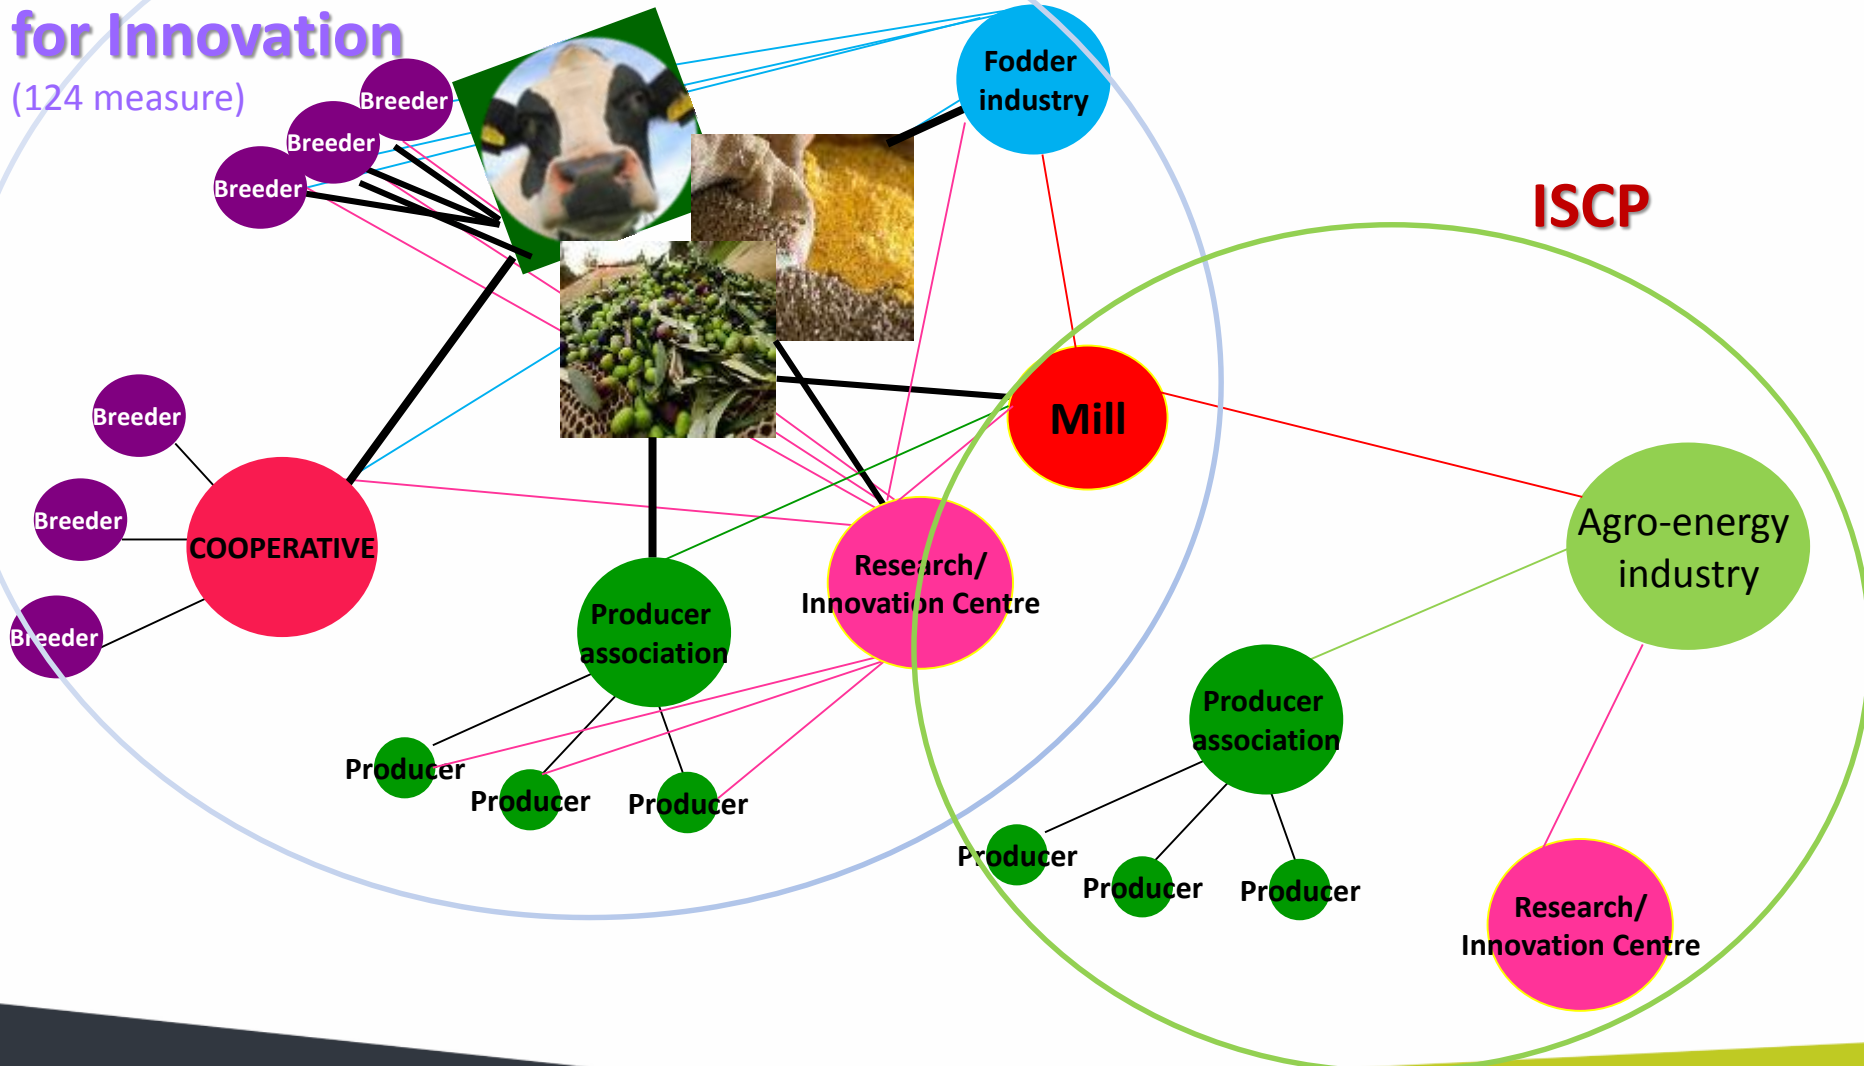 for Innovation
(124 measure)
Breeder
Breeder
Breeder
Fodder
industry
ISCP
Mill
Breeder
Breeder
Breeder
COOPERATIVE
Agro-energy
industry
Research/
Innovation Centre
Producer
association
Producer
Producer
Producer
Producer
association
Producer
Producer
Producer
Research/
Innovation Centre